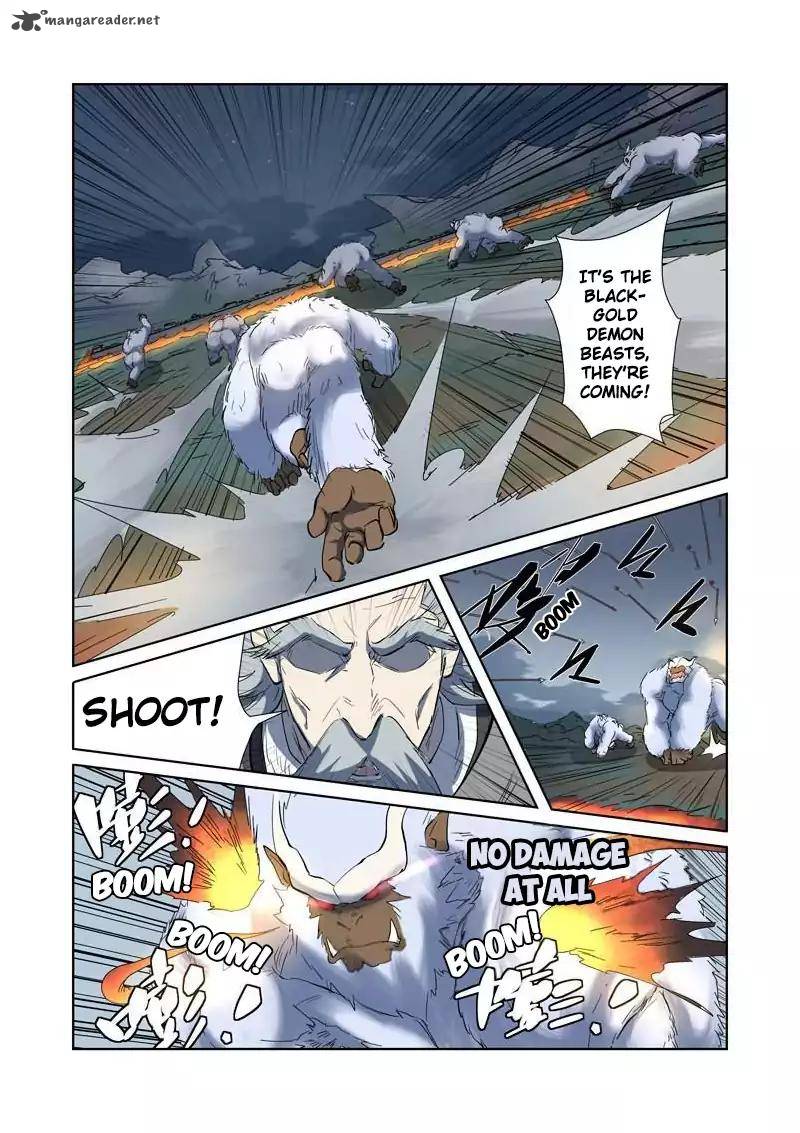 mangareader.net
IT'S THE
BLACK-
GOLD
DEMON
BEASTS,
THEY'RE
COMING!
BOOM
SHOOT!
BOOM!
NO DAMAGE
AT ALL
BOOM!
BOOM!